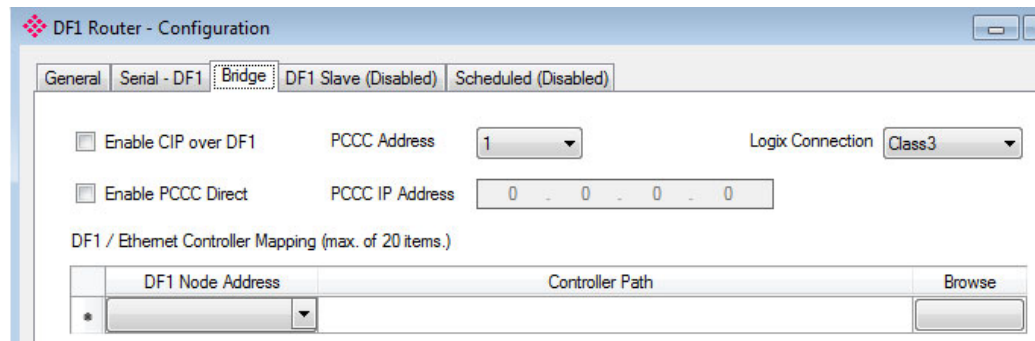 DF1 Router - Configuration
General Serial - DF1 Bridge DF1 Slave (Disabled) Scheduled (Disabled)
Enable CIP over DF1 PCCC Address 1 Logix Connection Class3
Enable PCCC Direct PCCC IP Address 0 . 0 . 0 . 0
DF1 / Ethernet Controller Mapping (max. of 20 items.)
DF1 Node Address Controller Path Browse
*